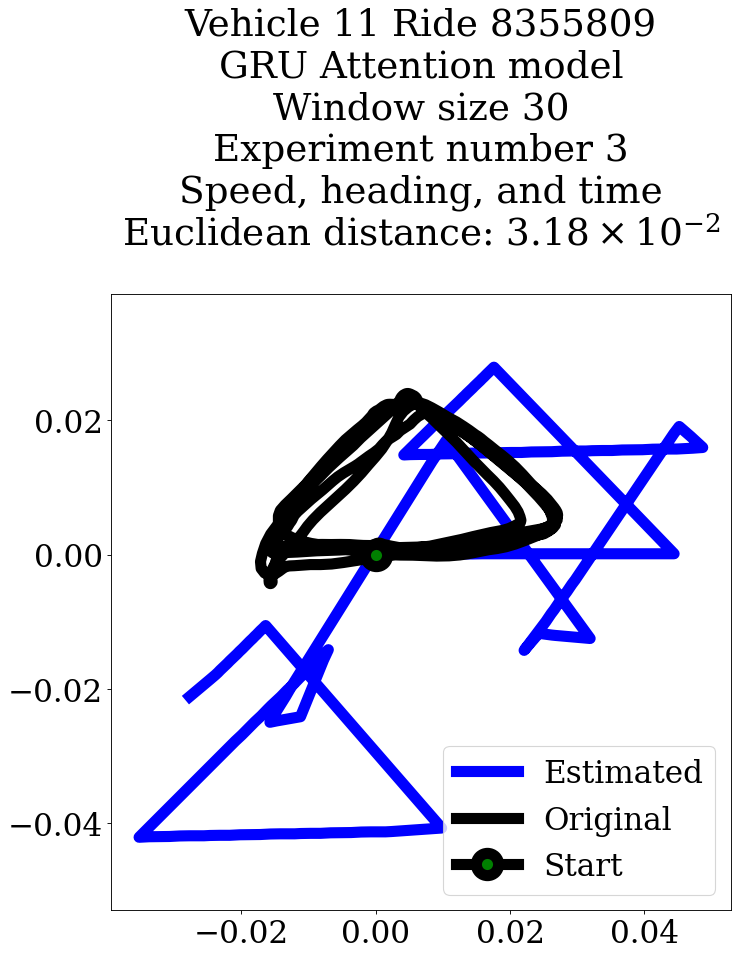 Vehicle 11 Ride 8355809
GRU Attention model
Window size 30
Experiment number 3
Speed, heading, and time
Euclidean distance: 3.18 × 10⁻²
0.02
0.00
−0.02
−0.04
Estimated
Original
Start
−0.02 0.00 0.02 0.04